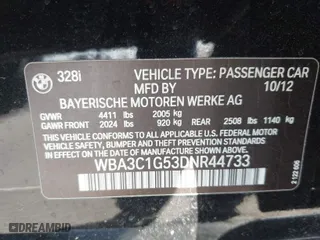 328i
VEHICLE TYPE: PASSENGER CAR
MFD BY 10/12
BAYERISCHE MOTOREN WERKE AG
GVWR 4411 lbs 2005 kg
GAWR FRONT 2024 lbs 920 kg REAR 2508 lbs 1140 kg
THIS VEHICLE CONFORMS TO ALL APPLICABLE FEDERAL MOTOR VEHICLE
SAFETY, BUMPER, AND THEFT PREVENTION STANDARDS IN EFFECT ON THE
DATE OF MANUFACTURE SHOWN ABOVE.
WBA3C1G53DNR44733